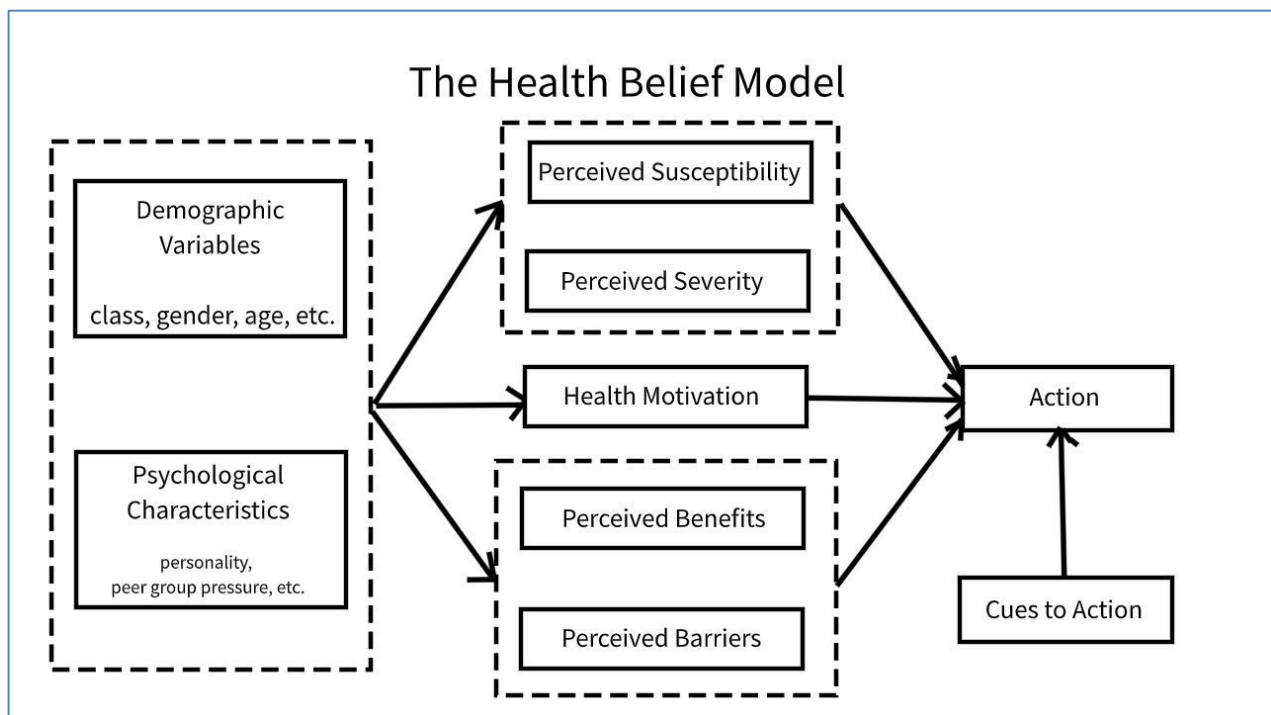 The Health Belief Model
Demographic
Variables
class, gender, age, etc.
Psychological
Characteristics
personality,
peer group pressure, etc.
Perceived Susceptibility
Perceived Severity
Health Motivation
Perceived Benefits
Perceived Barriers
Action
Cues to Action